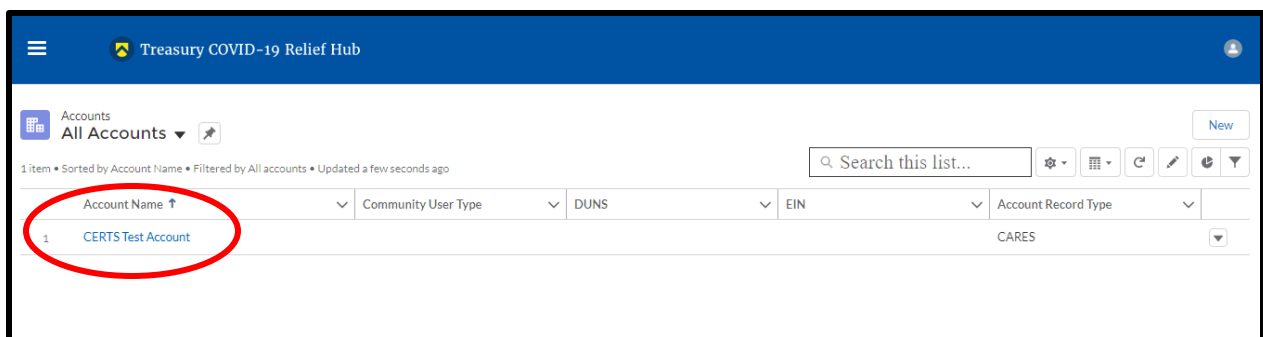 Treasury COVID-19 Relief Hub
Accounts
All Accounts
New
1 item • Sorted by Account Name • Filtered by All accounts • Updated a few seconds ago
Search this list...
Account Name ↑ Community User Type DUNS EIN Account Record Type
1 CERTS Test Account CARES